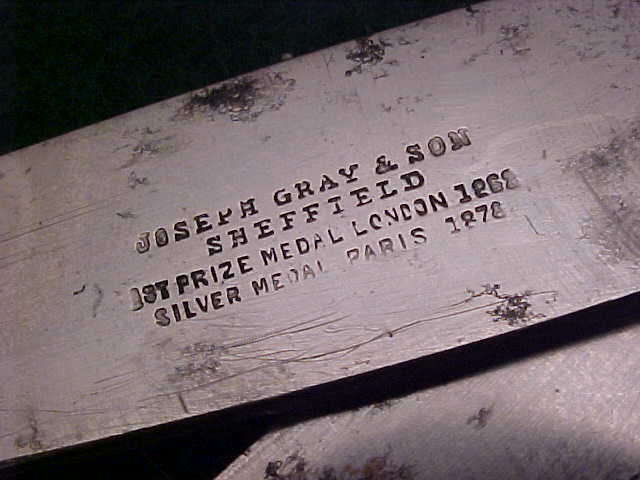 JOSEPH GRAY & SON
SHEFFIELD
1ST PRIZE MEDAL LONDON 1862
SILVER MEDAL PARIS 1878